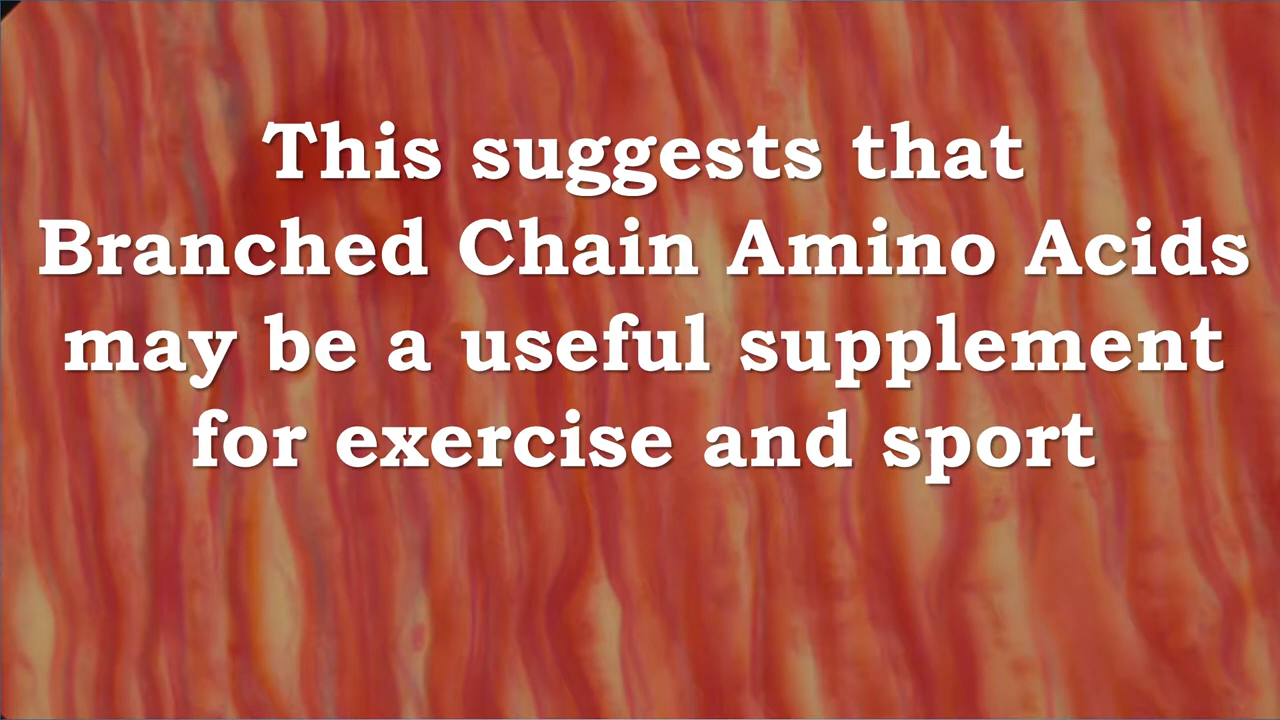 This suggests that
Branched Chain Amino Acids
may be a useful supplement
for exercise and sport